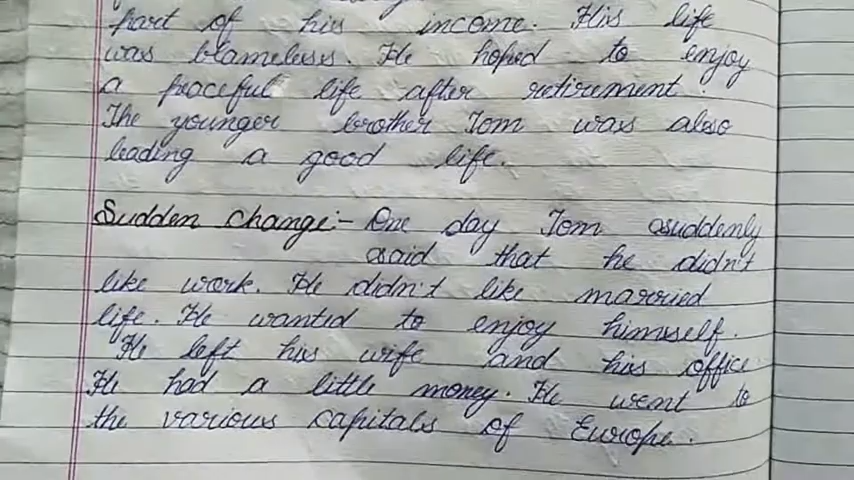 part of his income. His life
was blameless. He hoped to enjoy
a peaceful life after retirement.
The younger brother Tom was also
leading a good life.
Sudden change:- One day Tom suddenly
said that he didn't
like work. He didn't like married
life. He wanted to enjoy himself.
He left his wife and his office
He had a little money. He went to
the various capitals of Europe.